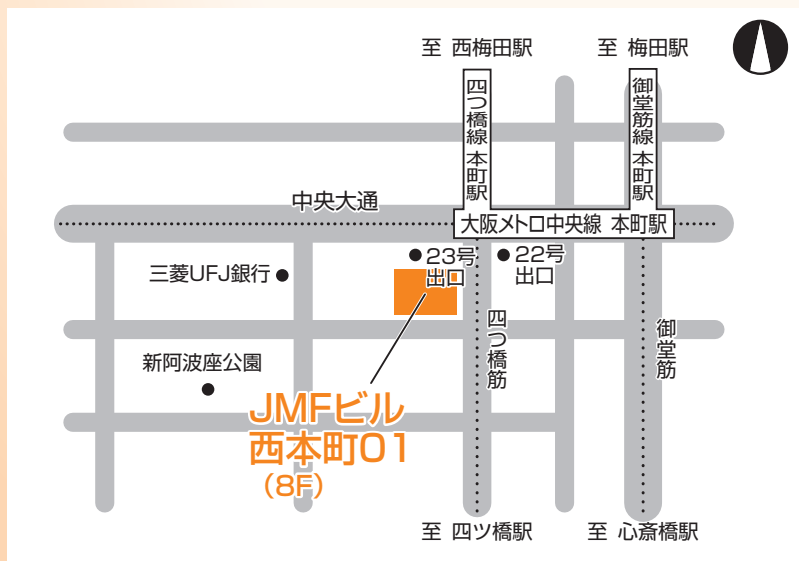 至 西梅田駅
至 梅田駅
四つ橋線 本町駅
御堂筋線 本町駅
中央大通
大阪メトロ中央線 本町駅
23号
出口
22号
出口
三菱UFJ銀行
四つ橋筋
御堂筋
新阿波座公園
JMFビル
西本町01
(8F)
至 四ツ橋駅
至 心斎橋駅